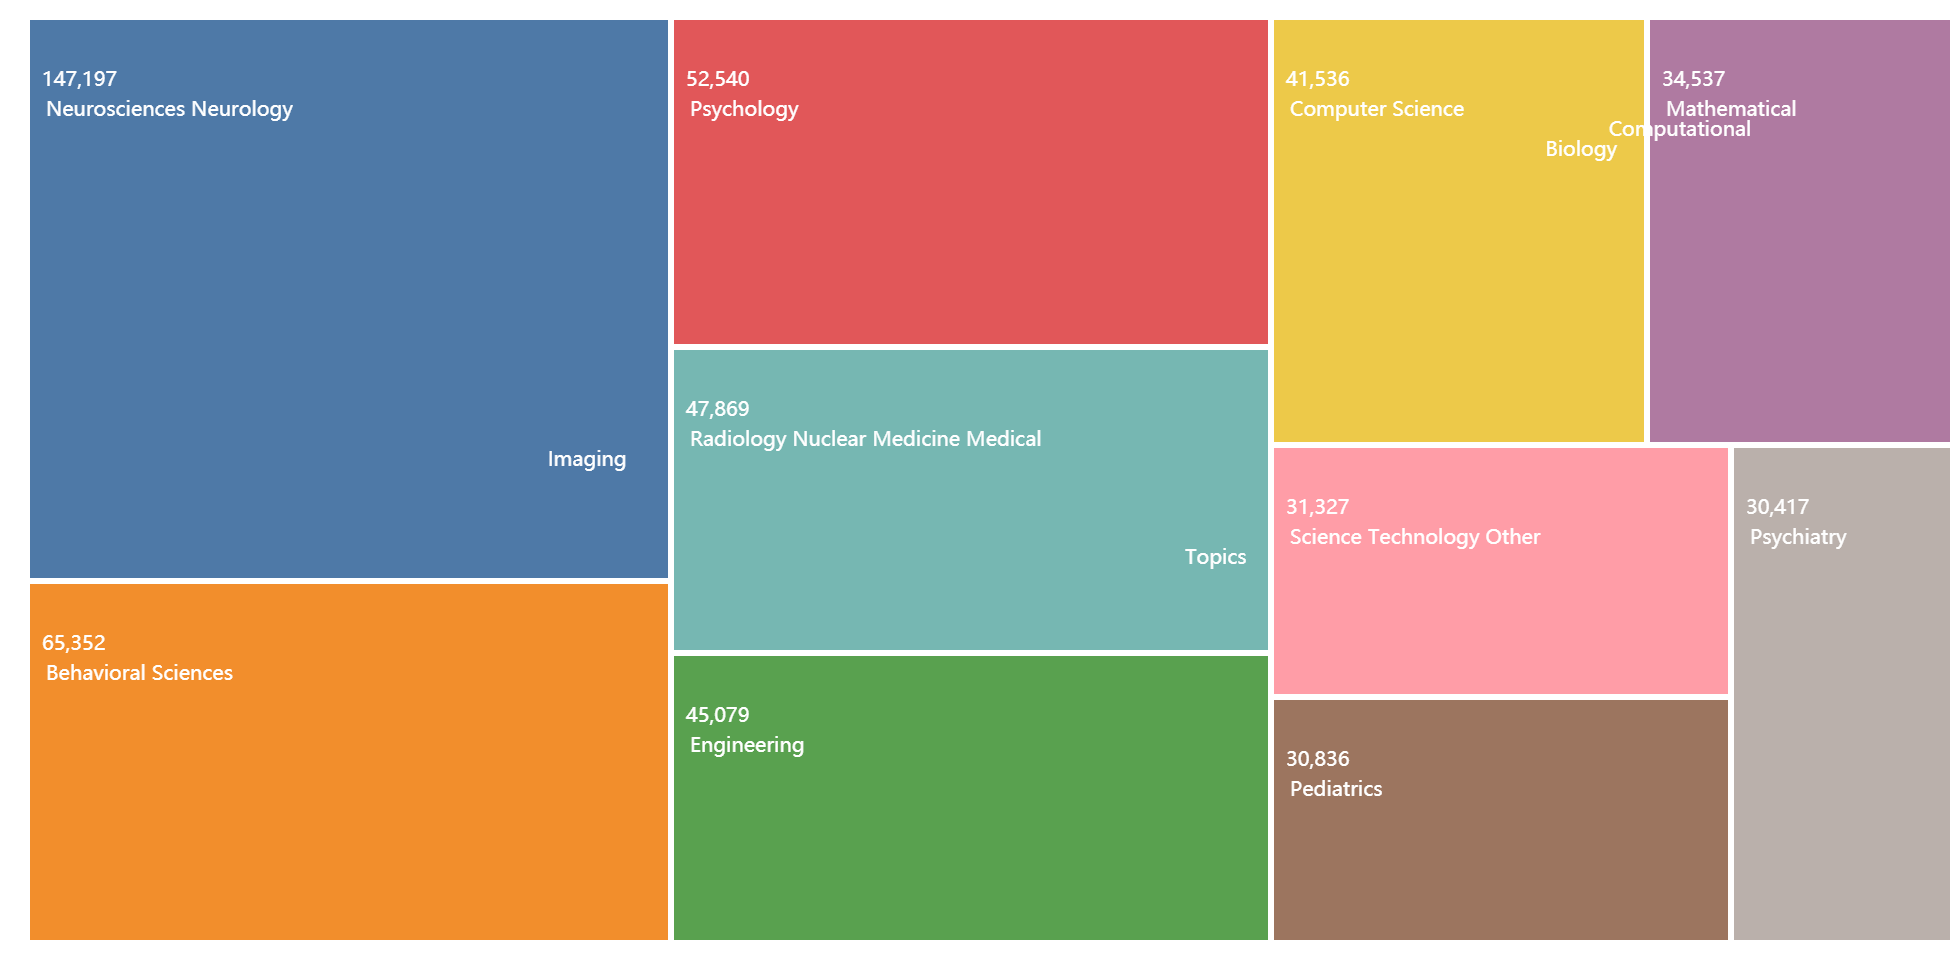 147,197
Neurosciences Neurology
65,352
Behavioral Sciences
52,540
Psychology
47,869
Radiology Nuclear Medicine Medical
Imaging
45,079
Engineering
41,536
Computer Science
34,537
Mathematical
Computational
Biology
31,327
Science Technology Other
Topics
30,836
Pediatrics
30,417
Psychiatry